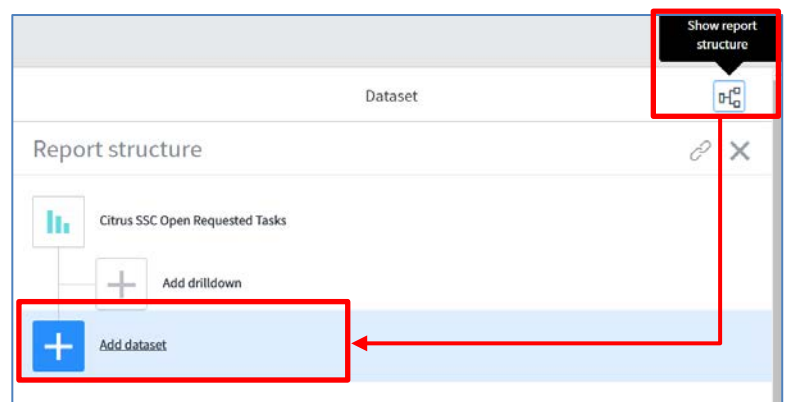 Show report
structure
Dataset
Report structure
Citrus SSC Open Requested Tasks
Add drilldown
Add dataset